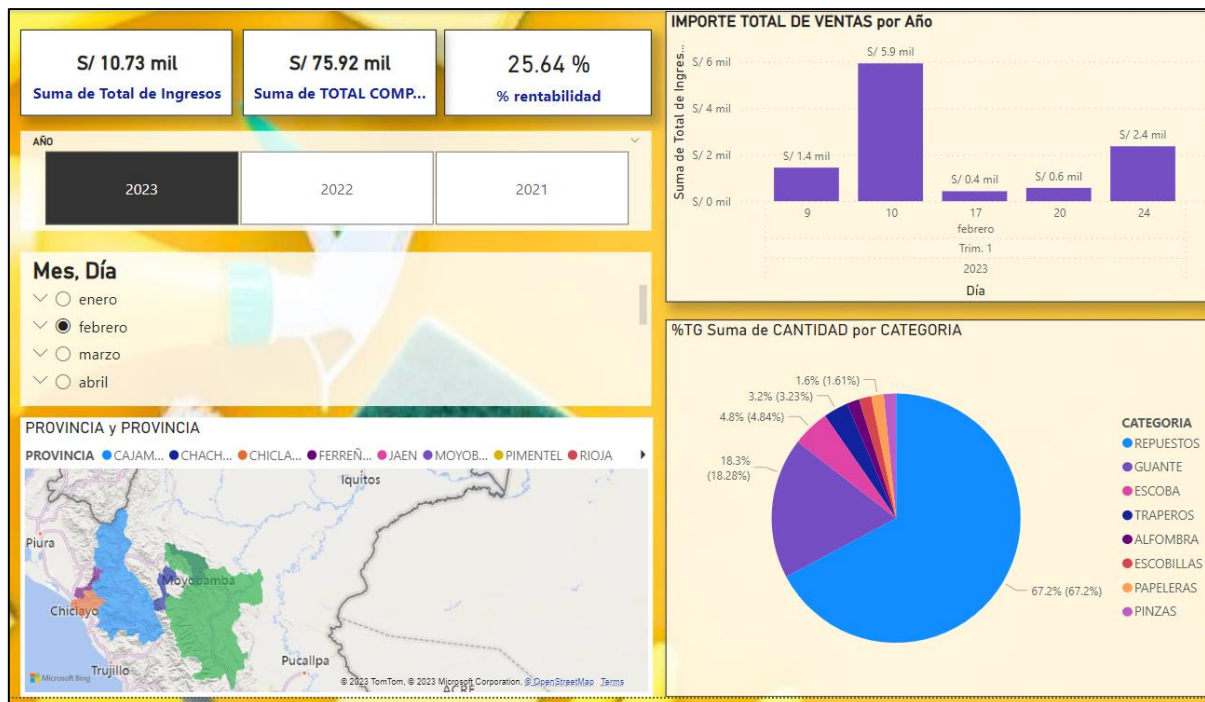 S/ 10.73 mil
Suma de Total de Ingresos
S/ 75.92 mil
Suma de TOTAL COMP...
25.64 %
% rentabilidad
AÑO
2023
2022
2021
Mes, Día
enero
febrero
marzo
abril
PROVINCIA y PROVINCIA
PROVINCIA CAJAM... CHACH... CHICLA... FERREÑ... JAEN MOYOB... PIMENTEL RIOJA
Iquitos
Piura
Moyobamba
Chiclayo
Trujillo
Pucallpa
ACRE
Microsoft Bing
© 2023 TomTom, © 2023 Microsoft Corporation, © OpenStreetMap Terms
IMPORTE TOTAL DE VENTAS por Año
Suma de Total de Ingres...
S/ 6 mil
S/ 4 mil
S/ 2 mil
S/ 0 mil
S/ 1.4 mil
S/ 5.9 mil
S/ 0.4 mil
S/ 0.6 mil
S/ 2.4 mil
9 10 17 20 24
febrero
Trim. 1
2023
Día
%TG Suma de CANTIDAD por CATEGORIA
1.6% (1.61%)
3.2% (3.23%)
4.8% (4.84%)
18.3%
(18.28%)
67.2% (67.2%)
CATEGORIA
REPUESTOS
GUANTE
ESCOBA
TRAPEROS
ALFOMBRA
ESCOBILLAS
PAPELERAS
PINZAS